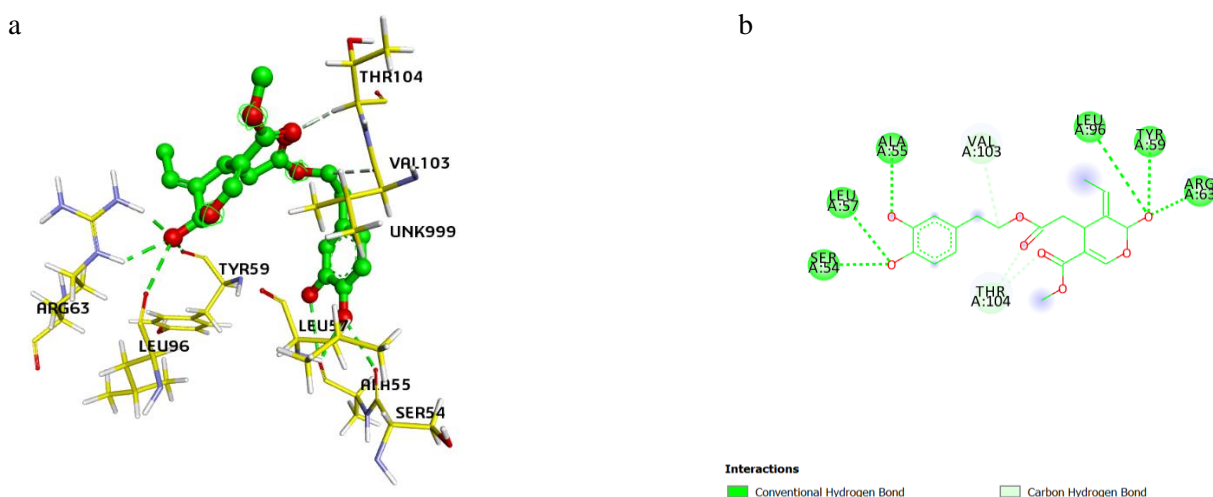 a
b
THR104
VAL103
UNK999
TYR59
ARG63
LEU57
LEU96
ALA55
SER54
LEU
A:96
TYR
A:59
ALA
A:55
VAL
A:103
ARG
A:63
LEU
A:57
SER
A:54
THR
A:104
O
O
O
O
O
O
O
O
Interactions
Conventional Hydrogen Bond
Carbon Hydrogen Bond